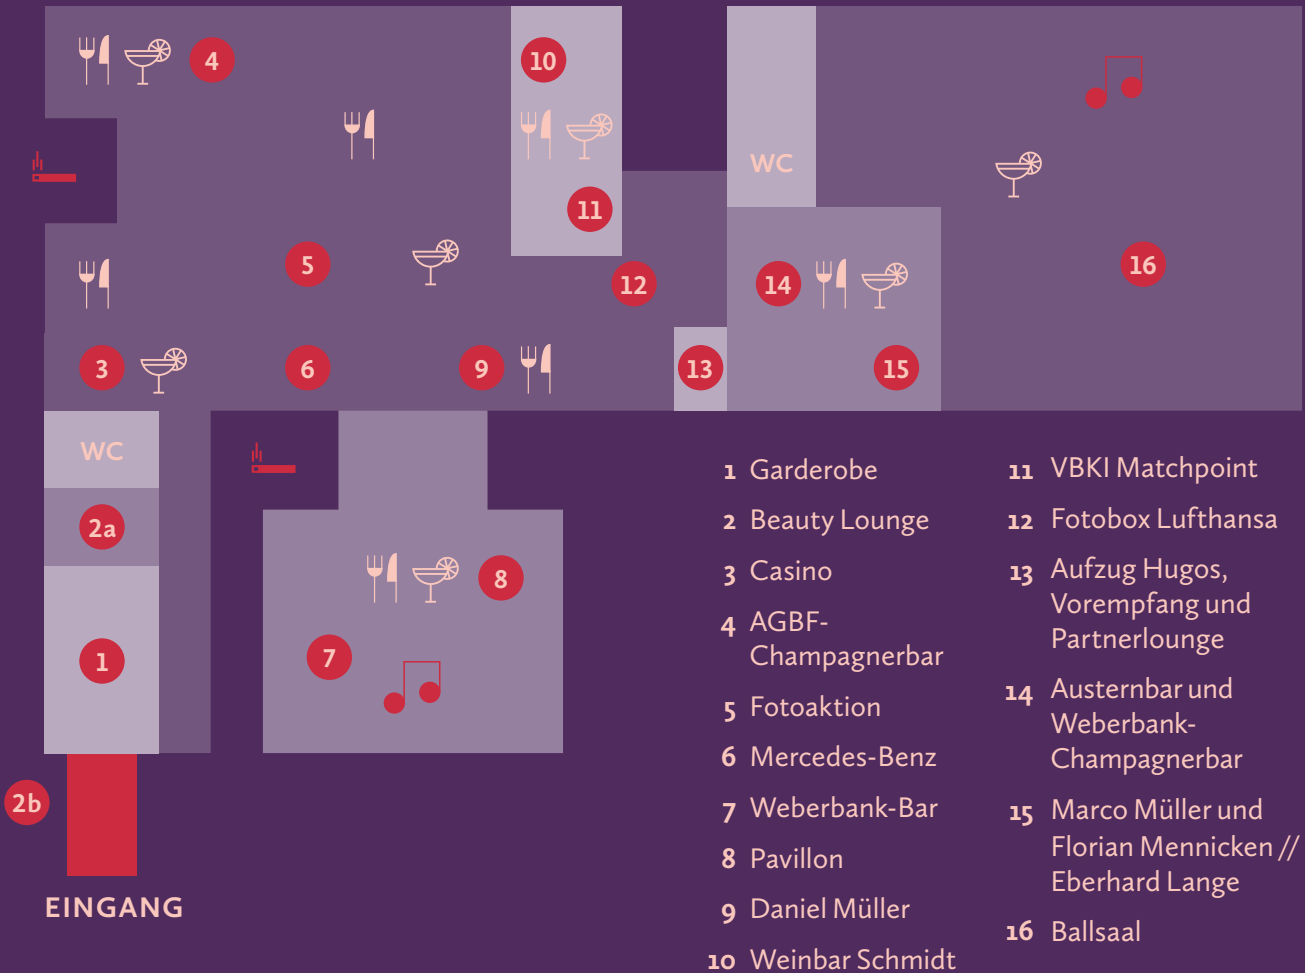 4
10
WC
11
5
12
14
16
3
6
9
13
15
WC
2a
8
1
7
2b
EINGANG
1 Garderobe
2 Beauty Lounge
3 Casino
4 AGBF-
Champagnerbar
5 Fotoaktion
6 Mercedes-Benz
7 Weberbank-Bar
8 Pavillon
9 Daniel Müller
10 Weinbar Schmidt
11 VBKI Matchpoint
12 Fotobox Lufthansa
13 Aufzug Hugos,
Vorempfang und
Partnerlounge
14 Austernbar und
Weberbank-
Champagnerbar
15 Marco Müller und
Florian Mennicken //
Eberhard Lange
16 Ballsaal